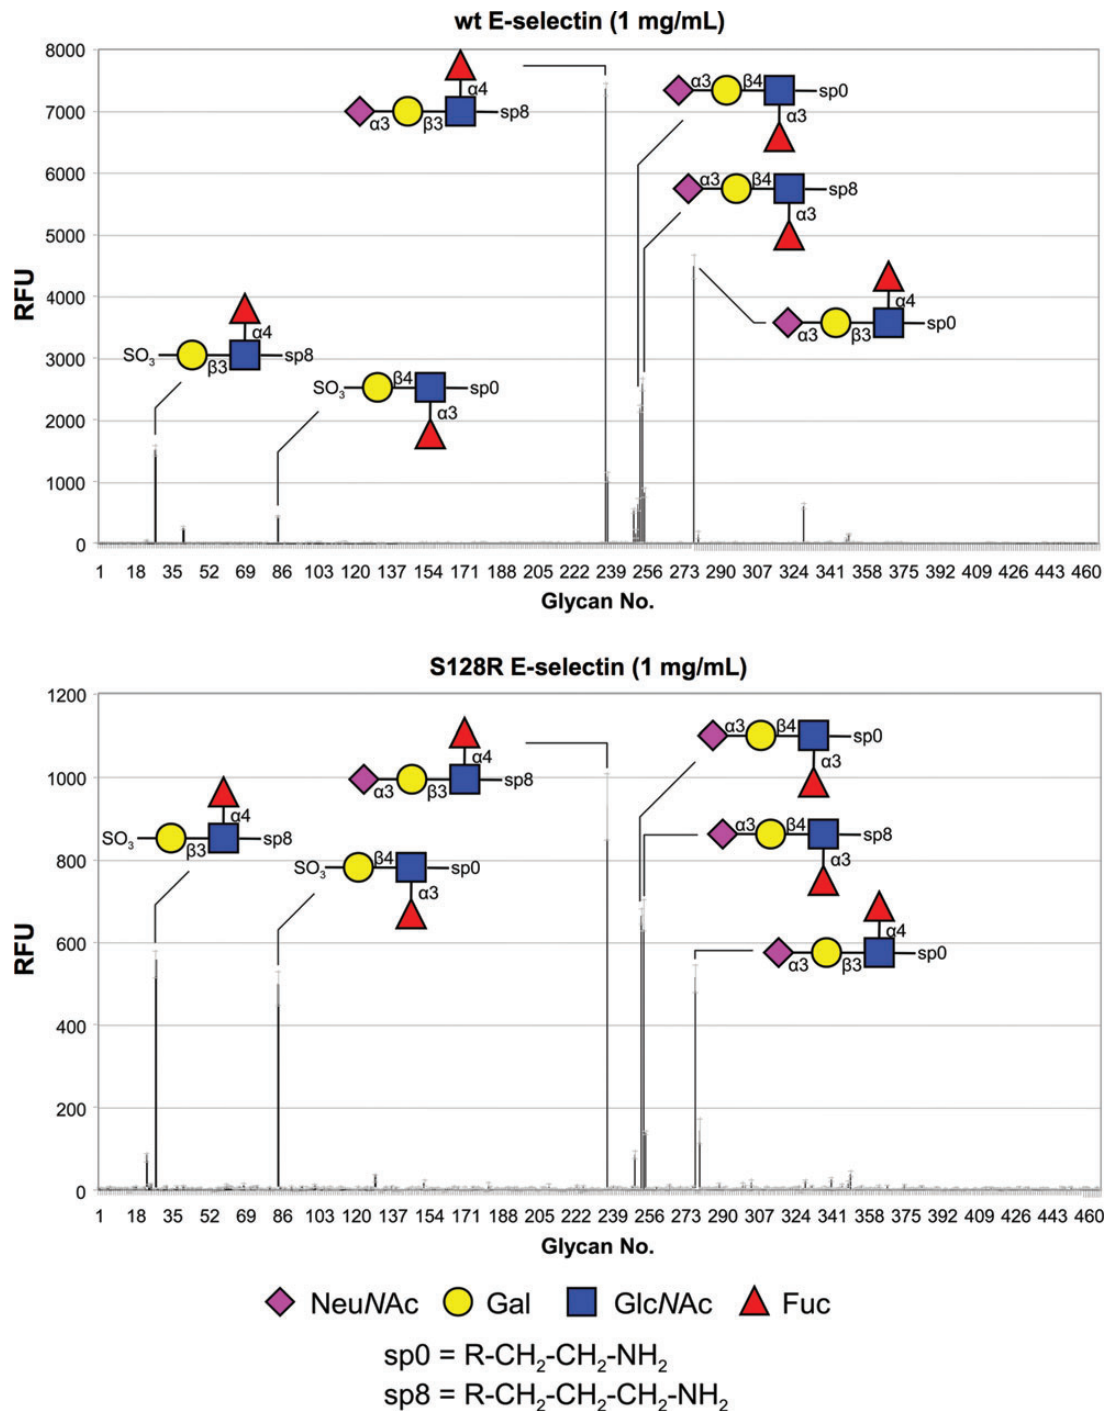 wt E-selectin (1 mg/mL)
8000
7000
6000
5000
4000
3000
2000
1000
0
RFU
α4
α3 β3 sp8
α3 β4 sp0
α3
α3 β4 sp8
α3
α4
α3 β3 sp0
α4
SO3 β3 sp8
SO3 β4 sp0
α3
1 18 35 52 69 86 103 120 137 154 171 188 205 222 239 256 273 290 307 324 341 358 375 392 409 426 443 460
Glycan No.
S128R E-selectin (1 mg/mL)
1200
1000
800
600
400
200
0
RFU
α4
α3 β3 sp8
α3 β4 sp0
α3
α4
SO3 β3 sp8
SO3 β4 sp0
α3
α3 β4 sp8
α3
α4
α3 β3 sp0
1 18 35 52 69 86 103 120 137 154 171 188 205 222 239 256 273 290 307 324 341 358 375 392 409 426 443 460
Glycan No.
NeuNAc Gal GlcNAc Fuc
sp0 = R-CH2-CH2-NH2
sp8 = R-CH2-CH2-CH2-NH2